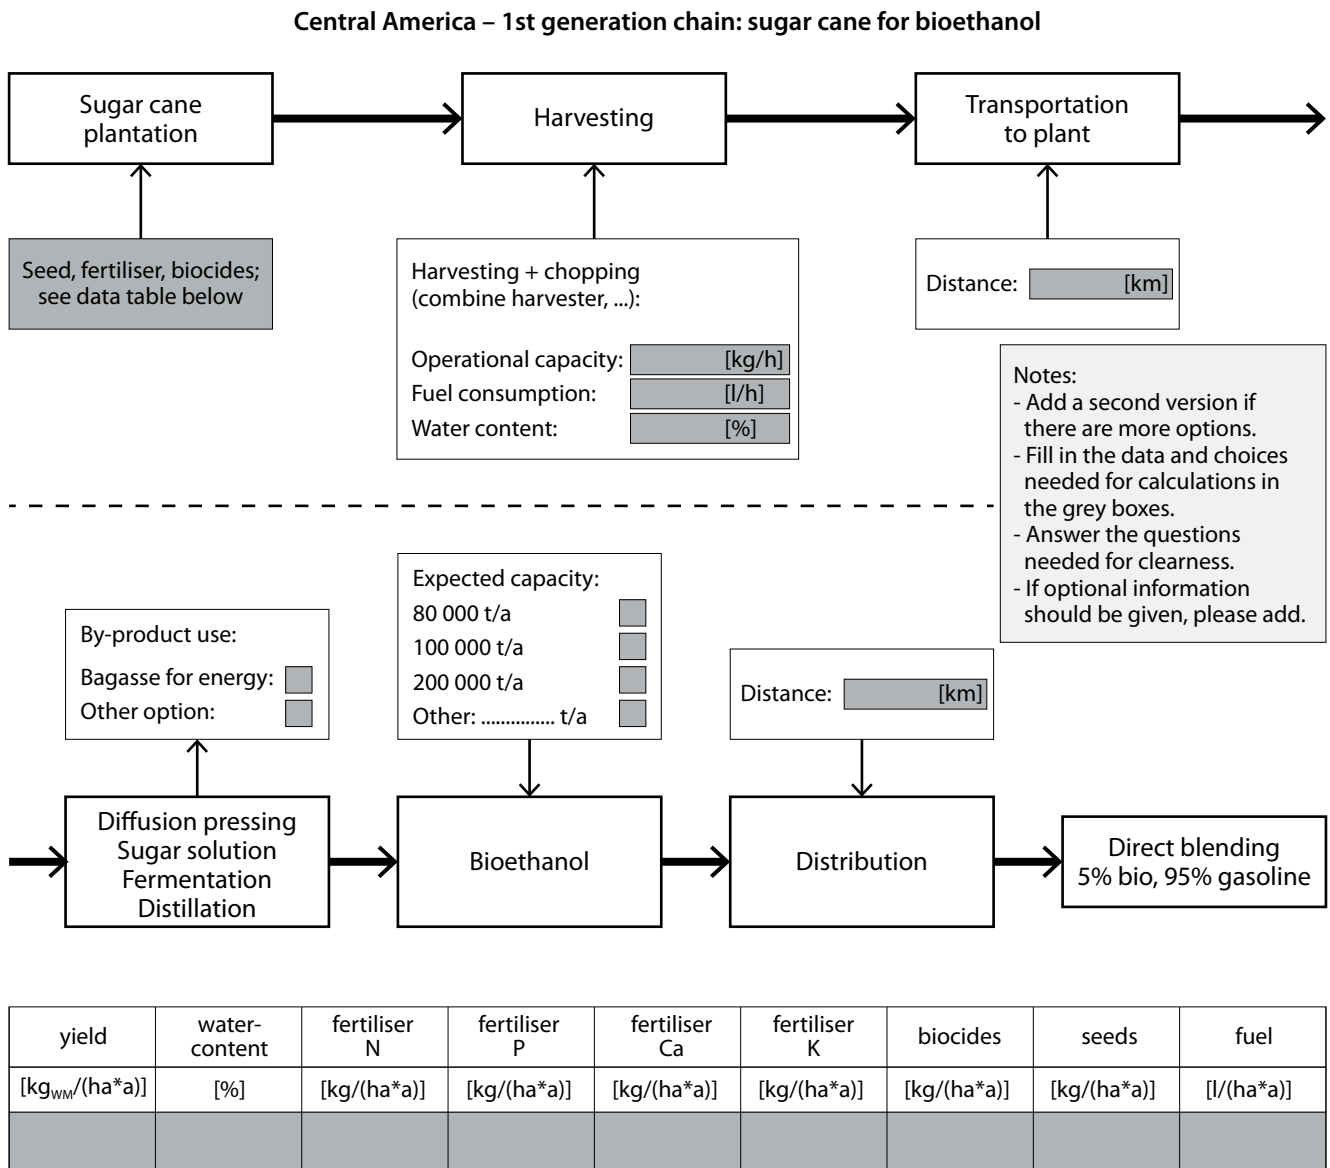 Central America – 1st generation chain: sugar cane for bioethanol
Sugar cane
plantation
Harvesting
Transportation
to plant
Seed, fertiliser, biocides;
see data table below
Harvesting + chopping
(combine harvester, ...):
Operational capacity: [kg/h]
Fuel consumption: [l/h]
Water content: [%]
Distance: [km]
Notes:
- Add a second version if
there are more options.
- Fill in the data and choices
needed for calculations in
the grey boxes.
- Answer the questions
needed for clearness.
- If optional information
should be given, please add.
By-product use:
Bagasse for energy:
Other option:
Expected capacity:
80 000 t/a
100 000 t/a
200 000 t/a
Other: ............... t/a
Distance: [km]
Diffusion pressing
Sugar solution
Fermentation
Distillation
Bioethanol
Distribution
Direct blending
5% bio, 95% gasoline
yield water-content fertiliser N fertiliser P fertiliser Ca fertiliser K biocides seeds fuel
[kgWM/(ha*a)] [%] [kg/(ha*a)] [kg/(ha*a)] [kg/(ha*a)] [kg/(ha*a)] [kg/(ha*a)] [kg/(ha*a)] [l/(ha*a)]